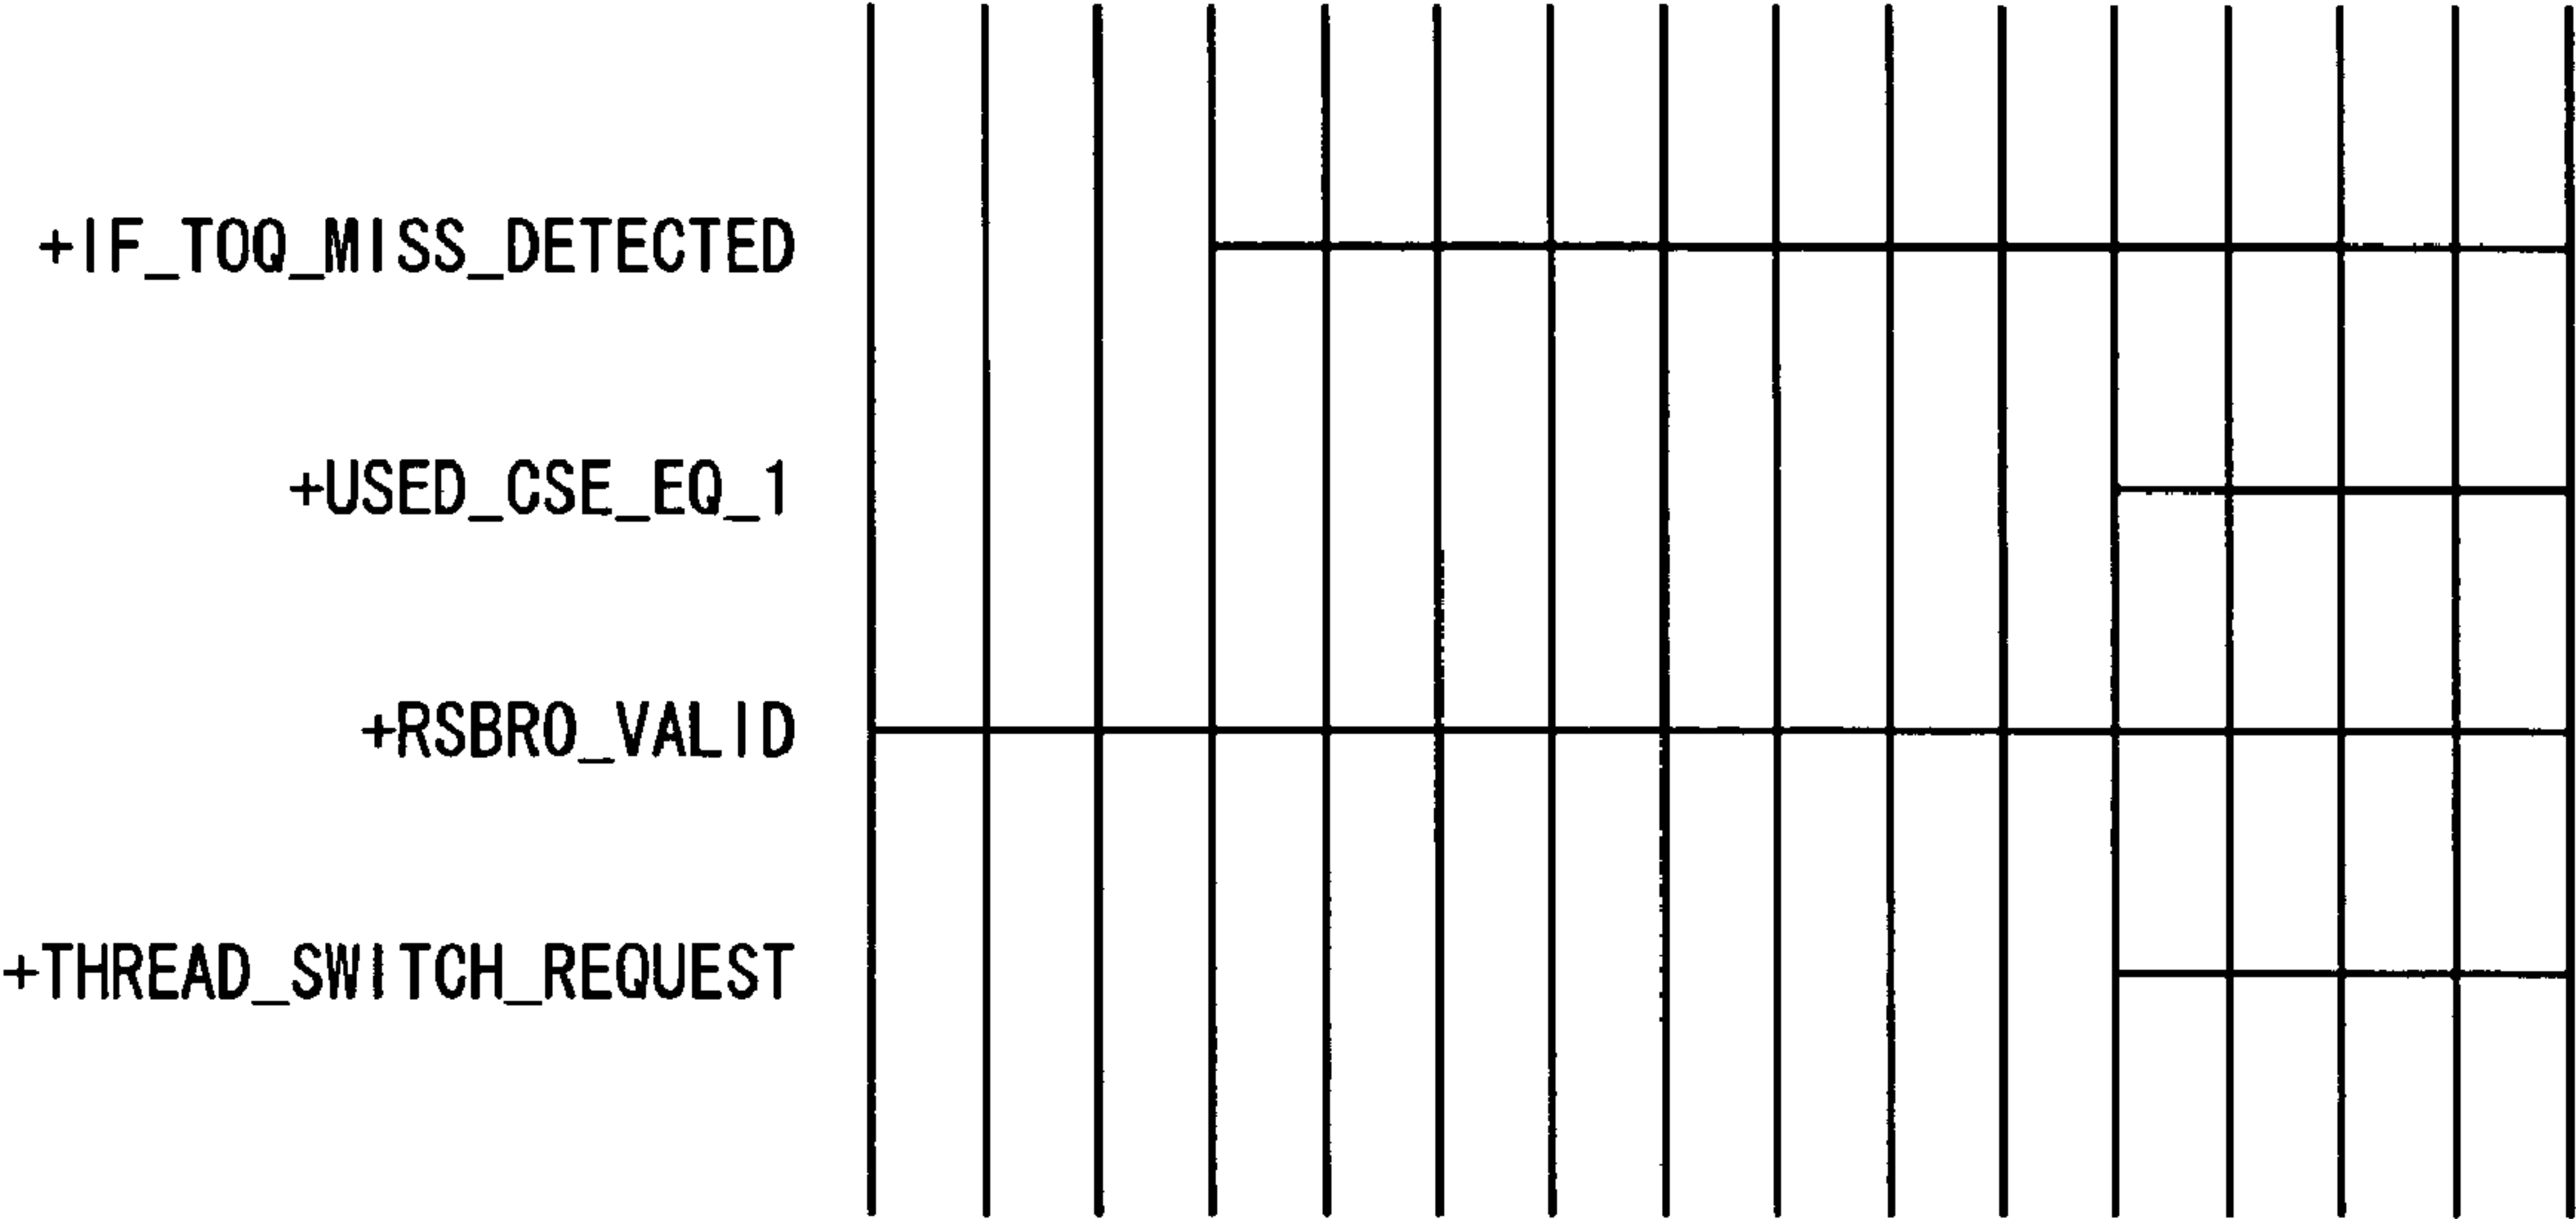 +IF_TOQ_MISS_DETECTED
+USED_CSE_EQ_1
+RSBRO_VALID
+THREAD_SWITCH_REQUEST